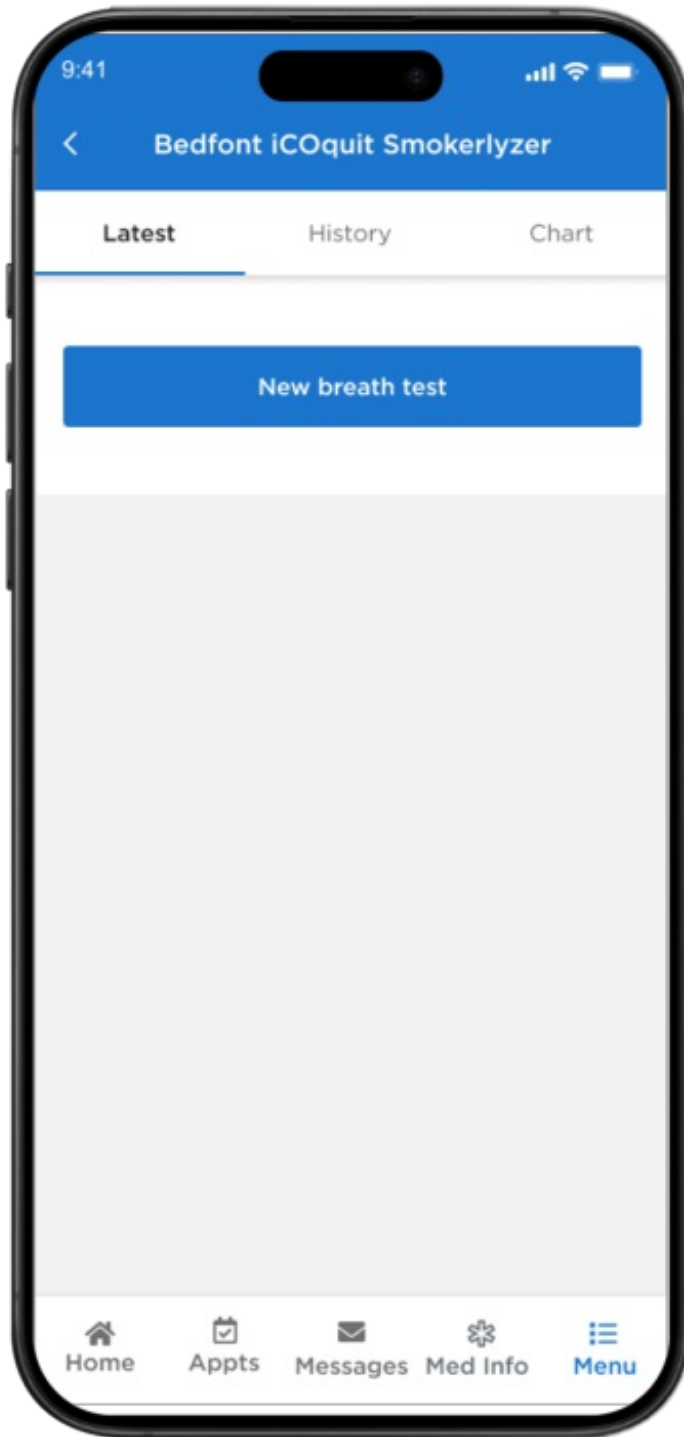 9:41
Bedfont iCOquit Smokerlyzer
Latest History Chart
New breath test
Home Appts Messages Med Info Menu